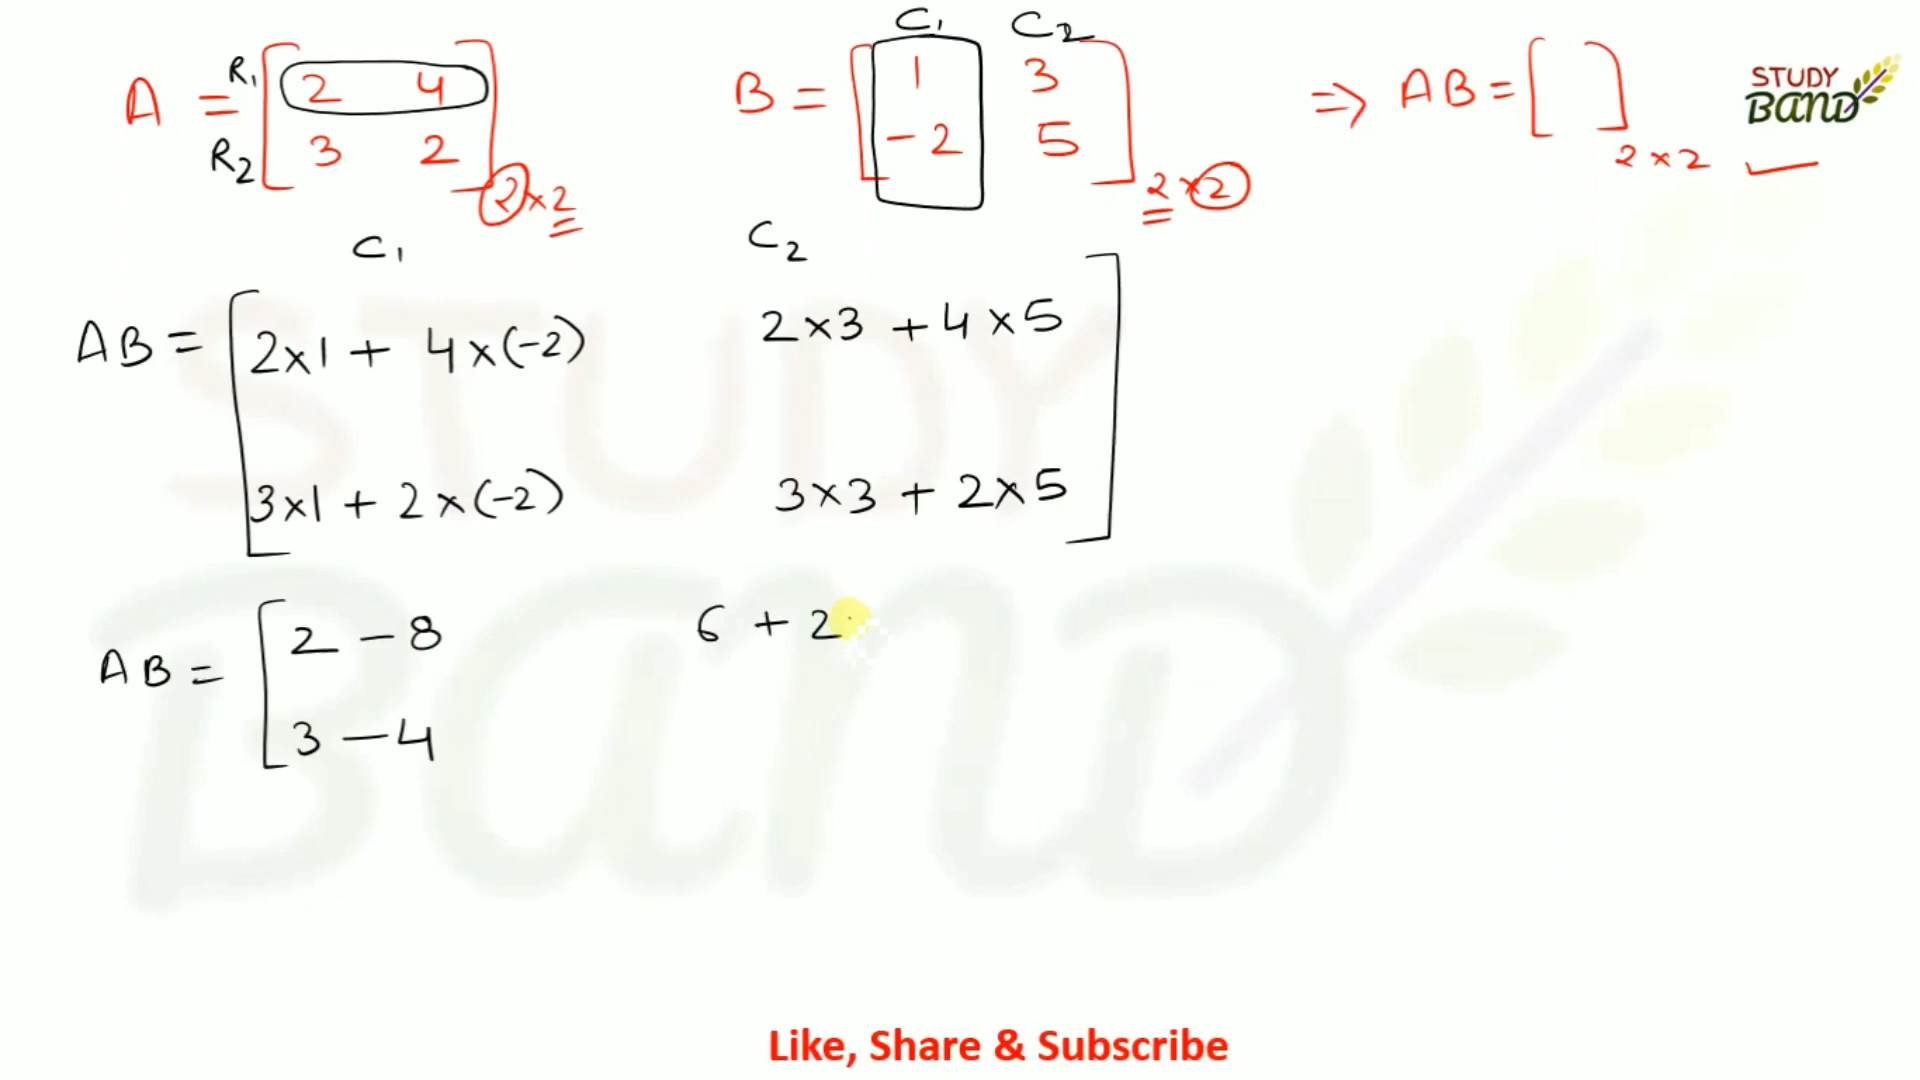 C₁ C₂
A = R₁ [ 2 4 B = [ 1 3 ⇒ AB = [ ] 2×2
R₂ 3 2 ] 2×2 -2 5 ] 2×2
STUDY
BAND
C₁ C₂
AB = [ 2×1 + 4×(-2) 2×3 + 4×5
3×1 + 2×(-2) 3×3 + 2×5 ]
AB = [ 2 - 8 6 + 2
3 - 4
STUDY
BAND
Like, Share & Subscribe